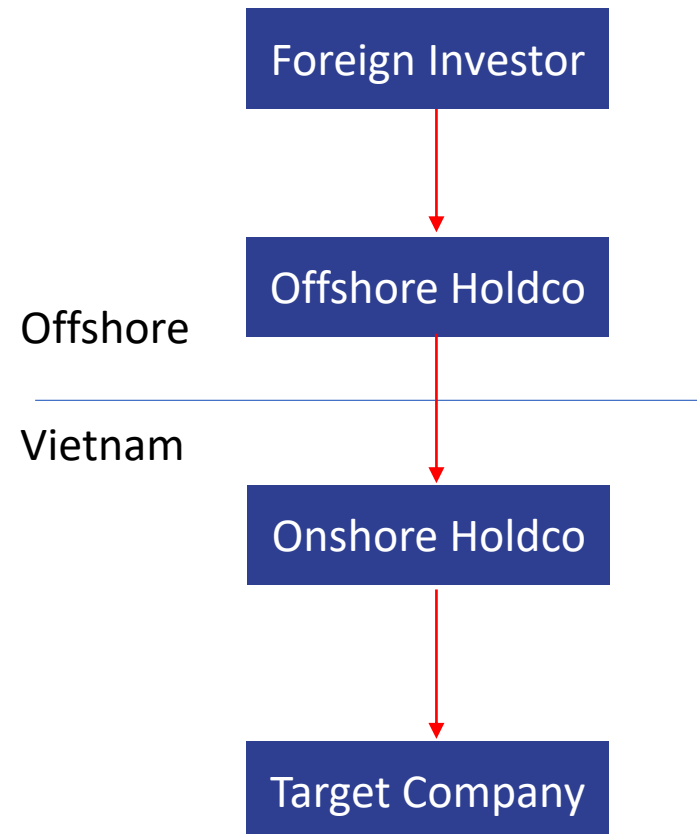 Foreign Investor
Offshore Holdco
Offshore
Vietnam
Onshore Holdco
Target Company